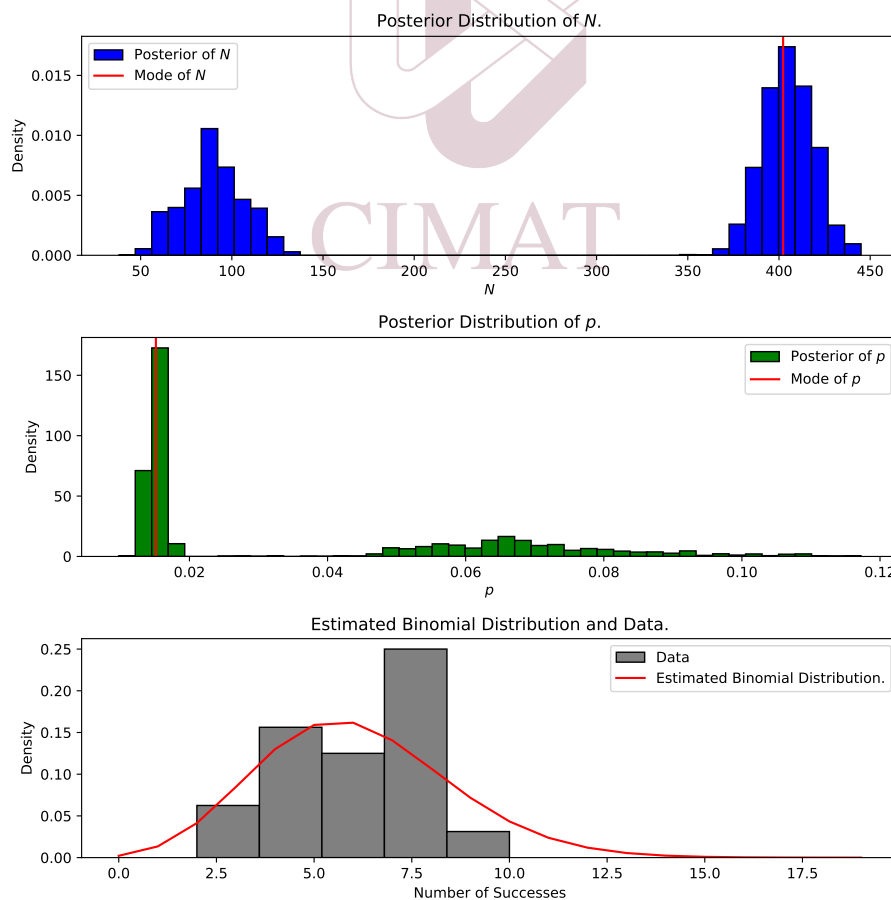 Posterior Distribution of N.
Posterior of N
Mode of N
Density
0.015
0.010
0.005
0.000
50 100 150 200 250 300 350 400 450
N
CIMAT
Posterior Distribution of p.
Posterior of p
Mode of p
Density
150
100
50
0
0.02 0.04 0.06 0.08 0.10 0.12
p
Estimated Binomial Distribution and Data.
Data
Estimated Binomial Distribution.
Density
0.25
0.20
0.15
0.10
0.05
0.00
0.0 2.5 5.0 7.5 10.0 12.5 15.0 17.5
Number of Successes